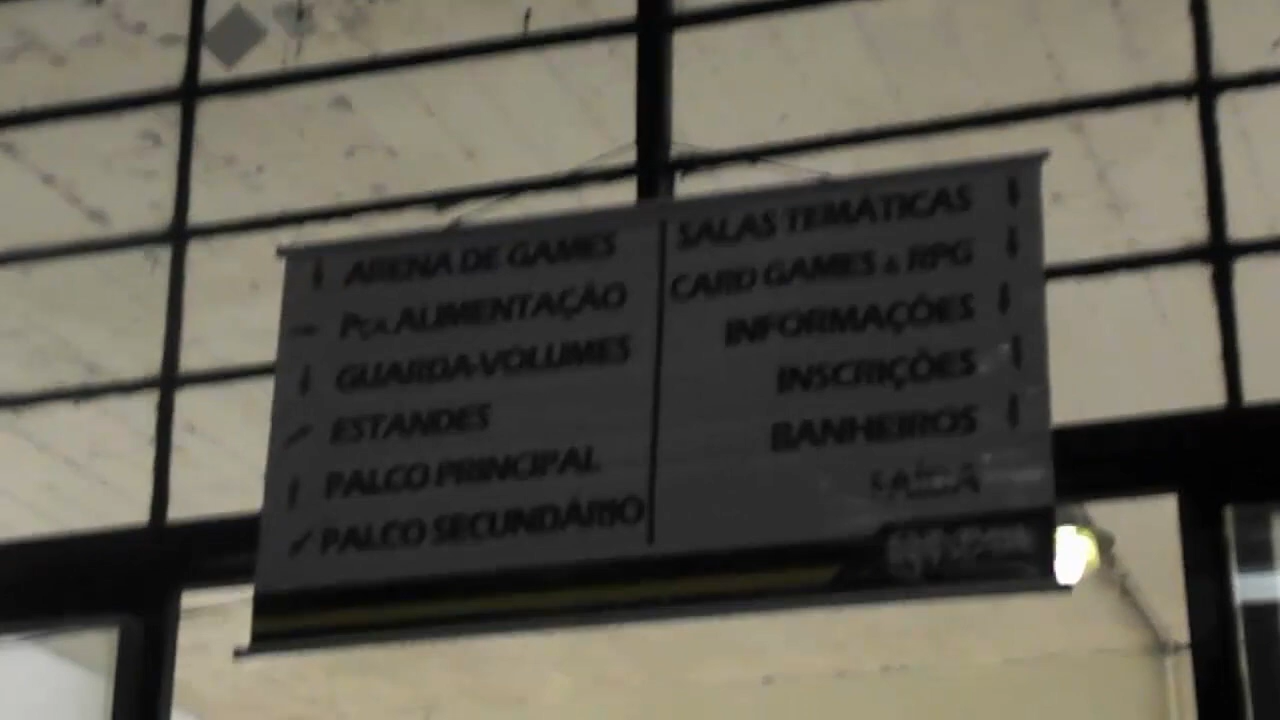 ARENA DE GAMES
PÇA ALIMENTAÇÃO
GUARDA-VOLUMES
ESTANDES
PALCO PRINCIPAL
PALCO SECUNDÁRIO
SALAS TEMÁTICAS
CARD GAMES & RPG
INFORMAÇÕES
INSCRIÇÕES
BANHEIROS
SAÍDA